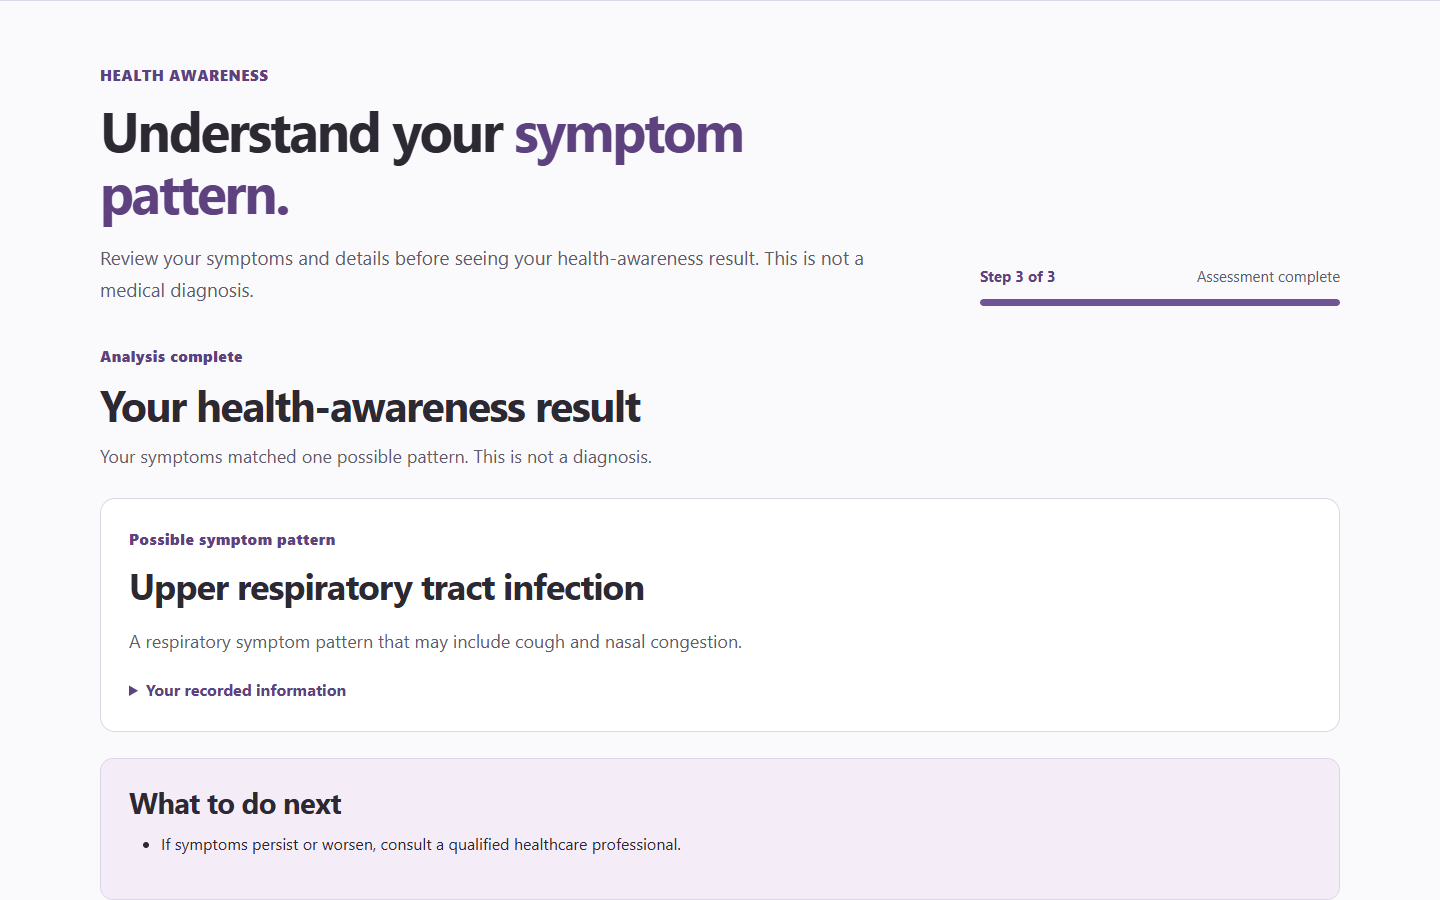 HEALTH AWARENESS
Understand your symptom
pattern.
Review your symptoms and details before seeing your health-awareness result. This is not a
medical diagnosis.
Step 3 of 3
Assessment complete
Analysis complete
Your health-awareness result
Your symptoms matched one possible pattern. This is not a diagnosis.
Possible symptom pattern
Upper respiratory tract infection
A respiratory symptom pattern that may include cough and nasal congestion.
Your recorded information
What to do next
If symptoms persist or worsen, consult a qualified healthcare professional.